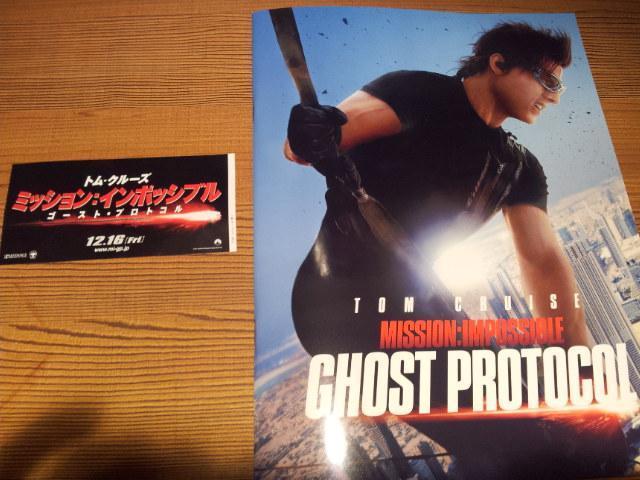 トム・クルーズ
ミッション:インポッシブル
ゴースト・プロトコル
12.16[Fri]
www.mi-gp.jp
TOM CRUISE
MISSION:IMPOSSIBLE
GHOST PROTOCOL